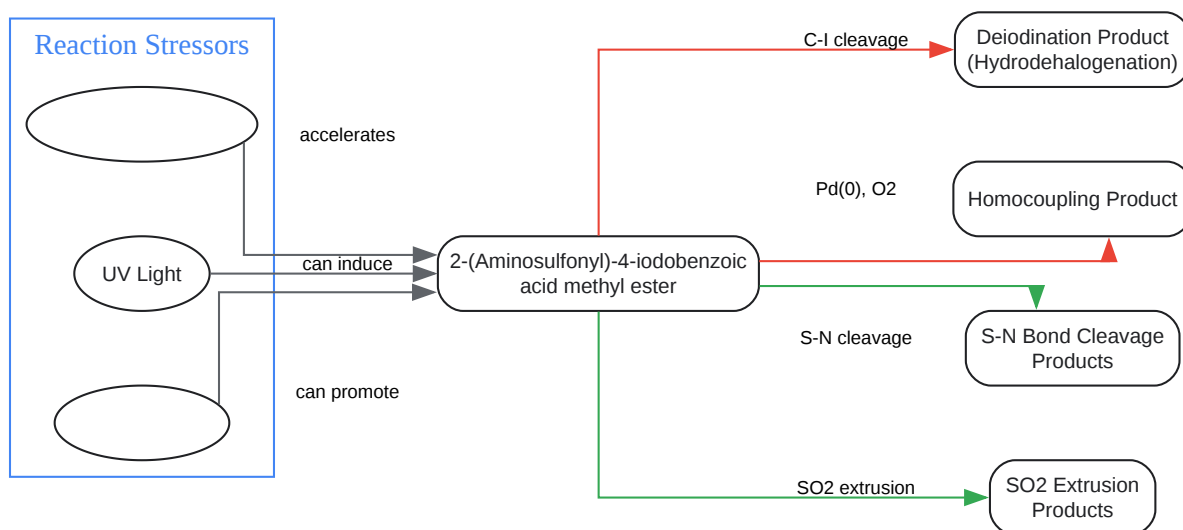 Reaction Stressors
accelerates
UV Light
can induce
can promote
2-(Aminosulfonyl)-4-iodobenzoic
acid methyl ester
C-I cleavage
Deiodination Product
(Hydrodehalogenation)
Pd(0), O2
Homocoupling Product
S-N cleavage
S-N Bond Cleavage
Products
SO2 extrusion
SO2 Extrusion
Products